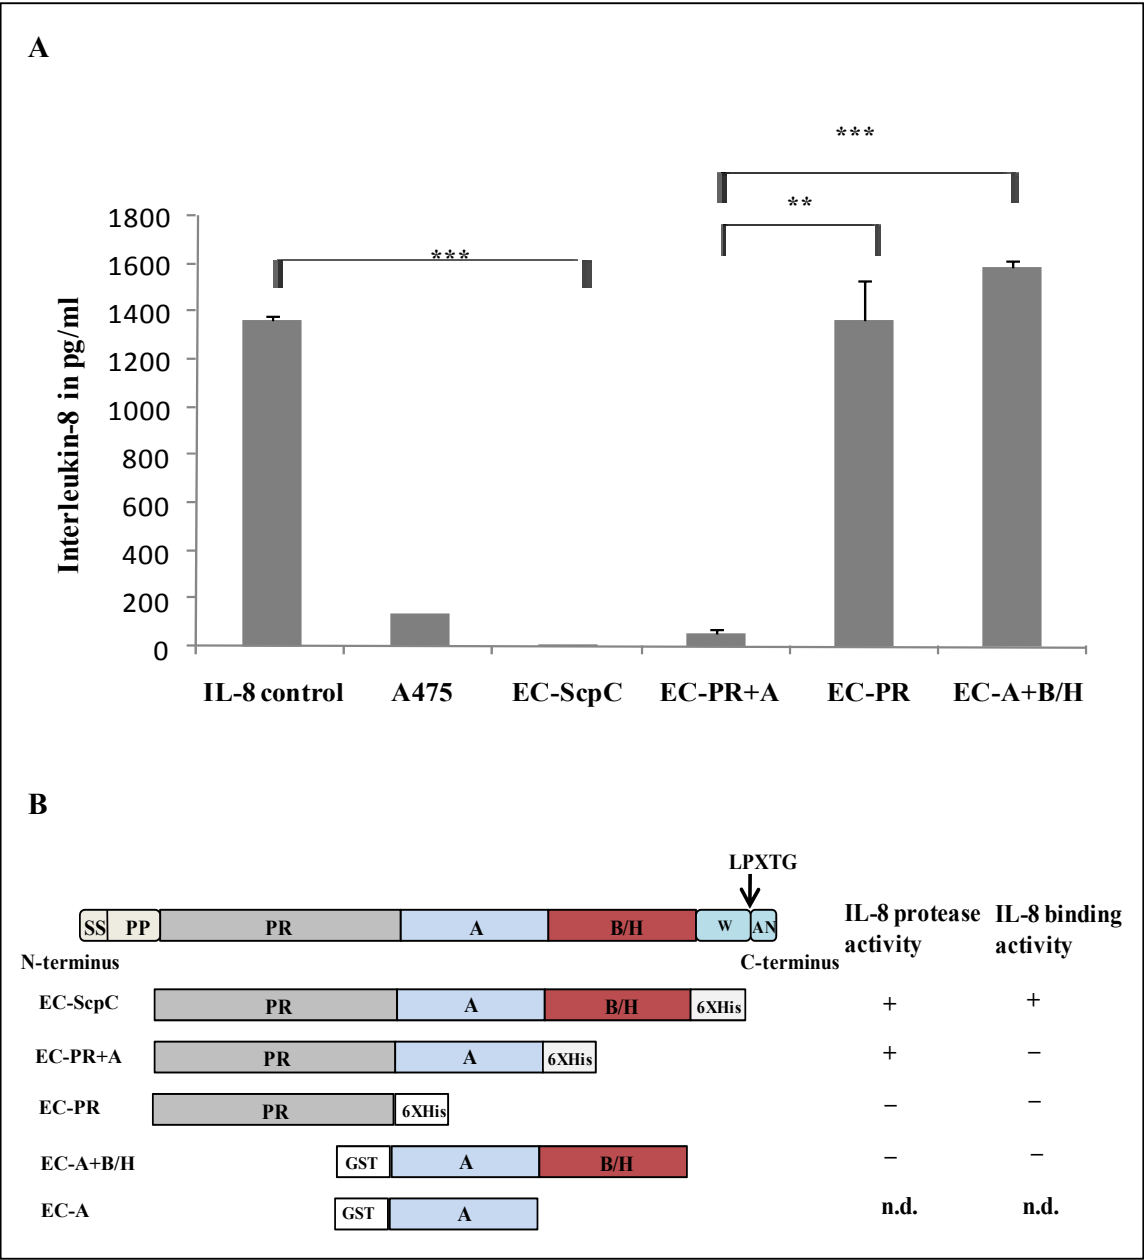 A
***
**
***
Interleukin-8 in pg/ml
1800
1600
1400
1200
1000
800
600
400
200
0
IL-8 control A475 EC-ScpC EC-PR+A EC-PR EC-A+B/H
B
LPXTG
SS PP PR A B/H W AN
IL-8 protease activity
IL-8 binding activity
N-terminus C-terminus
EC-ScpC PR A B/H 6XHis + +
EC-PR+A PR A 6XHis + –
EC-PR PR 6XHis – –
EC-A+B/H GST A B/H – –
EC-A GST A n.d. n.d.